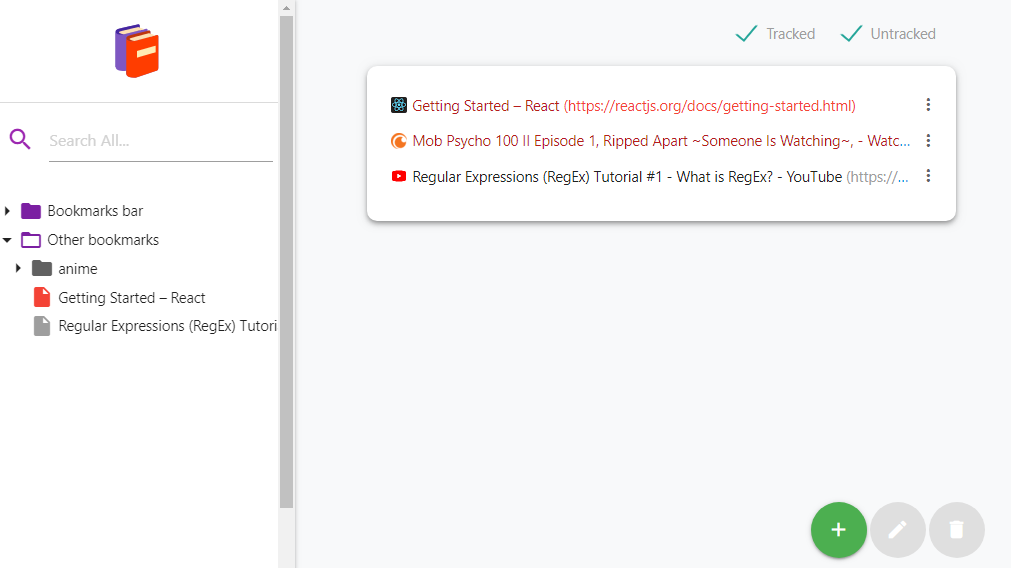 Tracked
Untracked
Search All...
Bookmarks bar
Other bookmarks
anime
Getting Started – React
Regular Expressions (RegEx) Tutori
Getting Started – React (https://reactjs.org/docs/getting-started.html)
Mob Psycho 100 II Episode 1, Ripped Apart ~Someone Is Watching~, - Watc...
Regular Expressions (RegEx) Tutorial #1 - What is RegEx? - YouTube (https://...